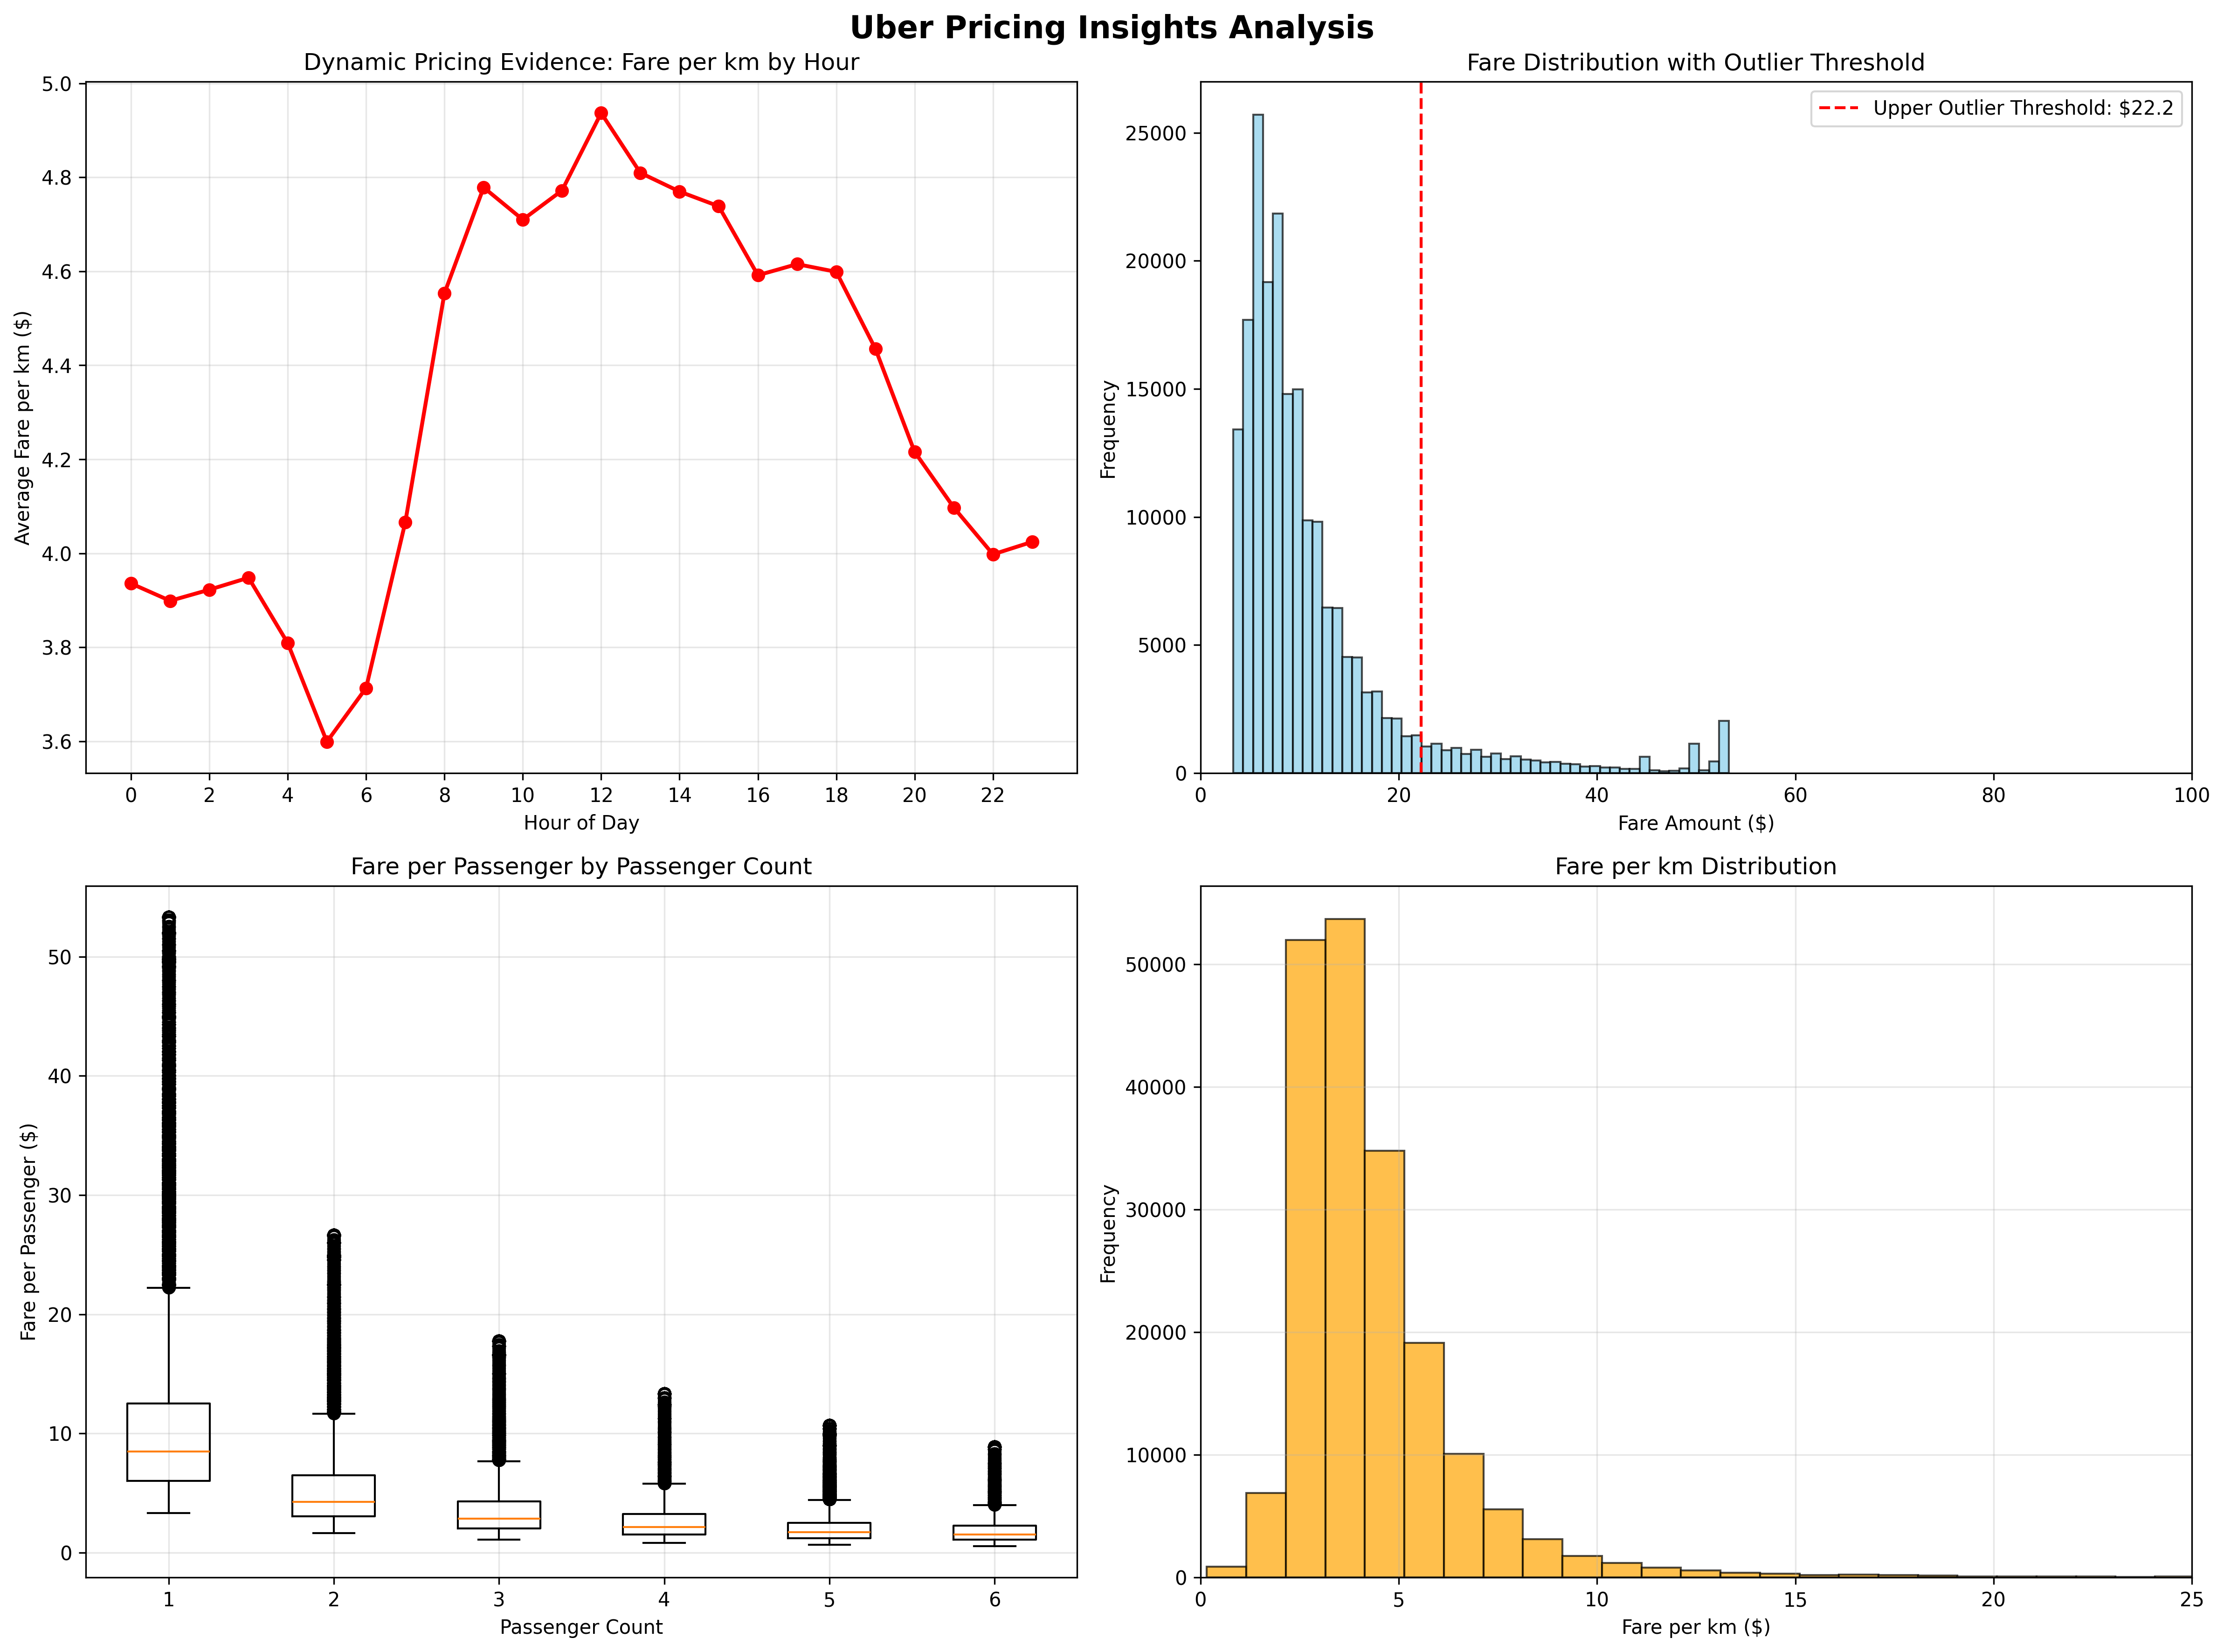 Uber Pricing Insights Analysis
Dynamic Pricing Evidence: Fare per km by Hour
Average Fare per km ($)
5.0
4.8
4.6
4.4
4.2
4.0
3.8
3.6
0 2 4 6 8 10 12 14 16 18 20 22
Hour of Day
Fare Distribution with Outlier Threshold
Upper Outlier Threshold: $22.2
Frequency
25000
20000
15000
10000
5000
0
0 20 40 60 80 100
Fare Amount ($)
Fare per Passenger by Passenger Count
Fare per Passenger ($)
50
40
30
20
10
0
1 2 3 4 5 6
Passenger Count
Fare per km Distribution
Frequency
50000
40000
30000
20000
10000
0
0 5 10 15 20 25
Fare per km ($)